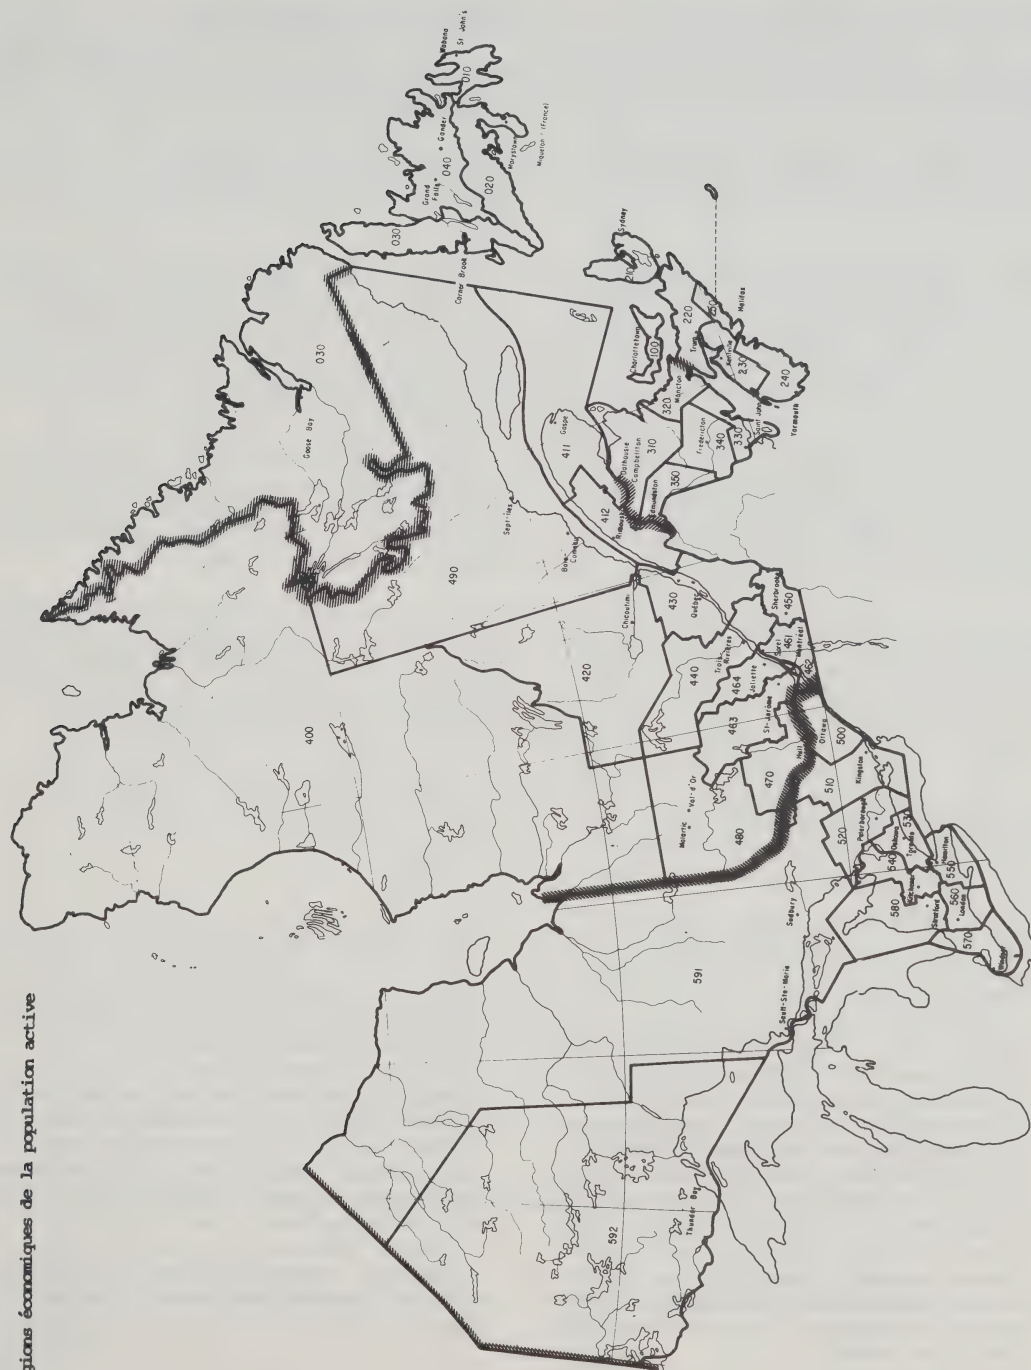 gions économiques de la population active
Wabana
St John's
010
Gander
040
Grand
Falls
020
Marystown
Miquelon (France)
030
Corner Brook
030
Goose Bay
Sydney
210
220
250
Halifax
Truro
Kentville
230
240
Yarmouth
Charlottetown
100
320
Moncton
Saint John
330
Fredericton
340
310
350
Dalhousie
Campbellton
Edmundston
Gaspé
411
412
Rimouski
Sept-Iles
Baie
Comeau
490
400
420
Chicoutimi
430
Québec
440
Trois
Rivières
464
Joliette
463
St-Jérôme
Sherbrooke
450
Sorel
461
Montréal
462
Malartic
Val-d'Or
480
470
Hull
Ottawa
500
510
Kingston
520
Peterborough
530
Oshawa
Toronto
540
Hamilton
550
560
London
Stratford
580
570
Windsor
Sudbury
591
Sault-Ste-Marie
592
Thunder Bay